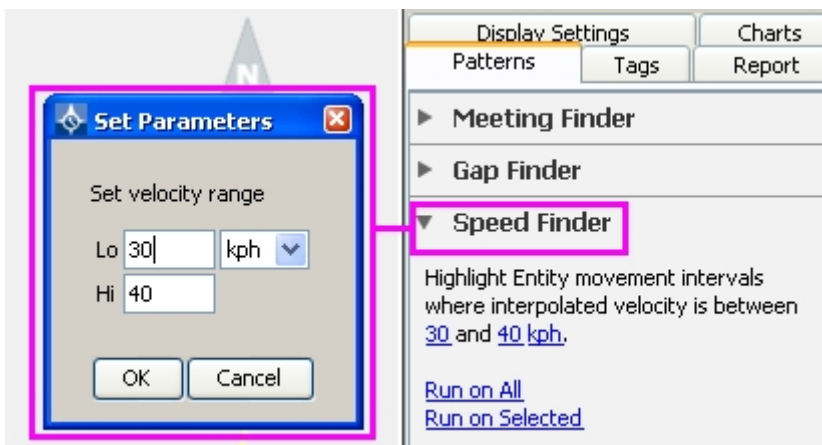 N
Set Parameters
Set velocity range
Lo 30 kph
Hi 40
OK Cancel
Display Settings Charts
Patterns Tags Report
Meeting Finder
Gap Finder
Speed Finder
Highlight Entity movement intervals
where interpolated velocity is between
30 and 40 kph.
Run on All
Run on Selected